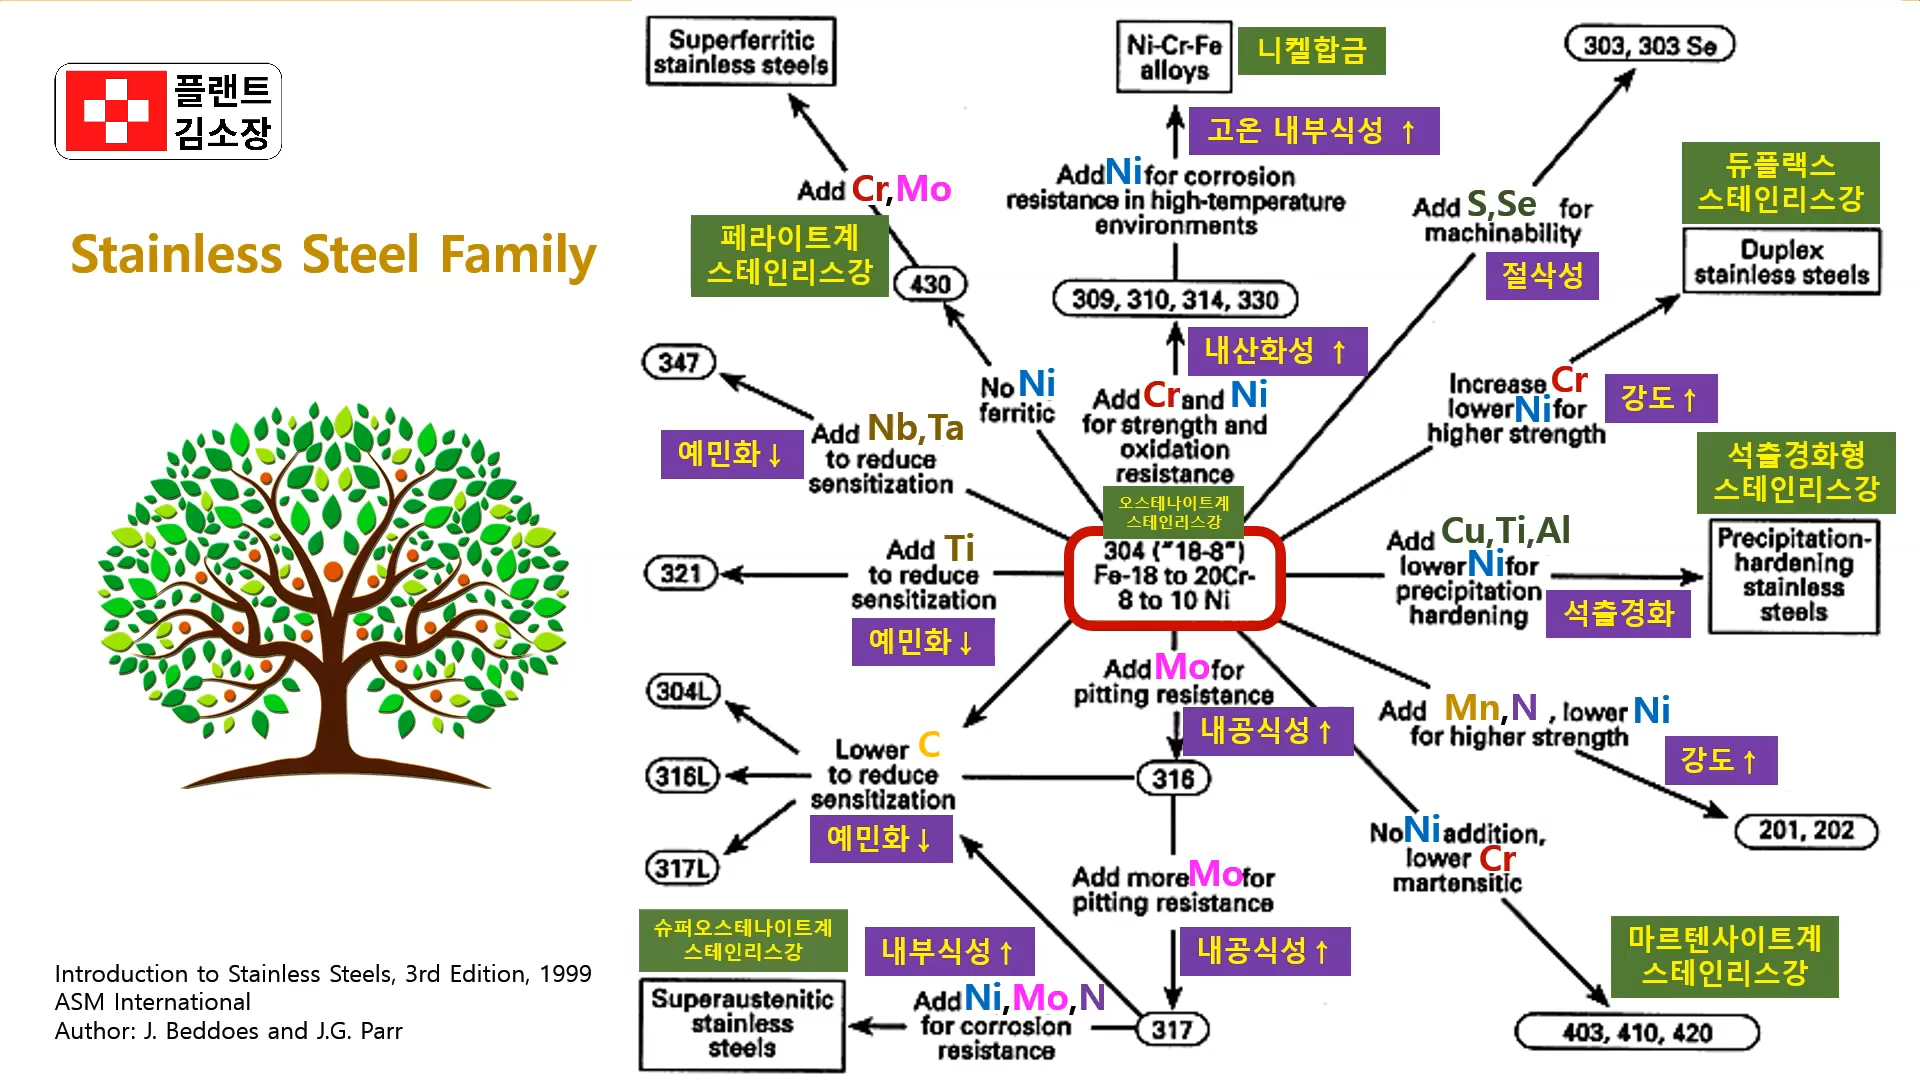 플랜트
김소장
Stainless Steel Family
Introduction to Stainless Steels, 3rd Edition, 1999
ASM International
Author: J. Beddoes and J.G. Parr
Superferritic
stainless steels
Add Cr,Mo
페라이트계
스테인리스강
430
No Ni
ferritic
Ni-Cr-Fe
alloys
니켈합금
고온 내부식성 ↑
Add Ni for corrosion
resistance in high-temperature
environments
309, 310, 314, 330
내산화성 ↑
Add Cr and Ni
for strength and
oxidation
resistance
303, 303 Se
Add S,Se for
machinability
절삭성
듀플랙스
스테인리스강
Duplex
stainless steels
Increase Cr
lower Ni for
higher strength
강도↑
347
Add Nb,Ta
to reduce
sensitization
예민화↓
오스테나이트계
스테인리스강
304 ("18-8")
Fe-18 to 20Cr-
8 to 10 Ni
석출경화형
스테인리스강
Precipitation-
hardening
stainless
steels
Add Cu,Ti,Al
lower Ni for
precipitation
hardening
석출경화
321
Add Ti
to reduce
sensitization
예민화↓
304L
316L
317L
Lower C
to reduce
sensitization
예민화↓
Add Mo for
pitting resistance
내공식성↑
316
Add more Mo for
pitting resistance
내공식성↑
317
Add Mn,N , lower Ni
for higher strength
강도↑
201, 202
No Ni addition,
lower Cr
martensitic
마르텐사이트계
스테인리스강
403, 410, 420
슈퍼오스테나이트계
스테인리스강
내부식성↑
Superaustenitic
stainless
steels
Add Ni,Mo,N
for corrosion
resistance